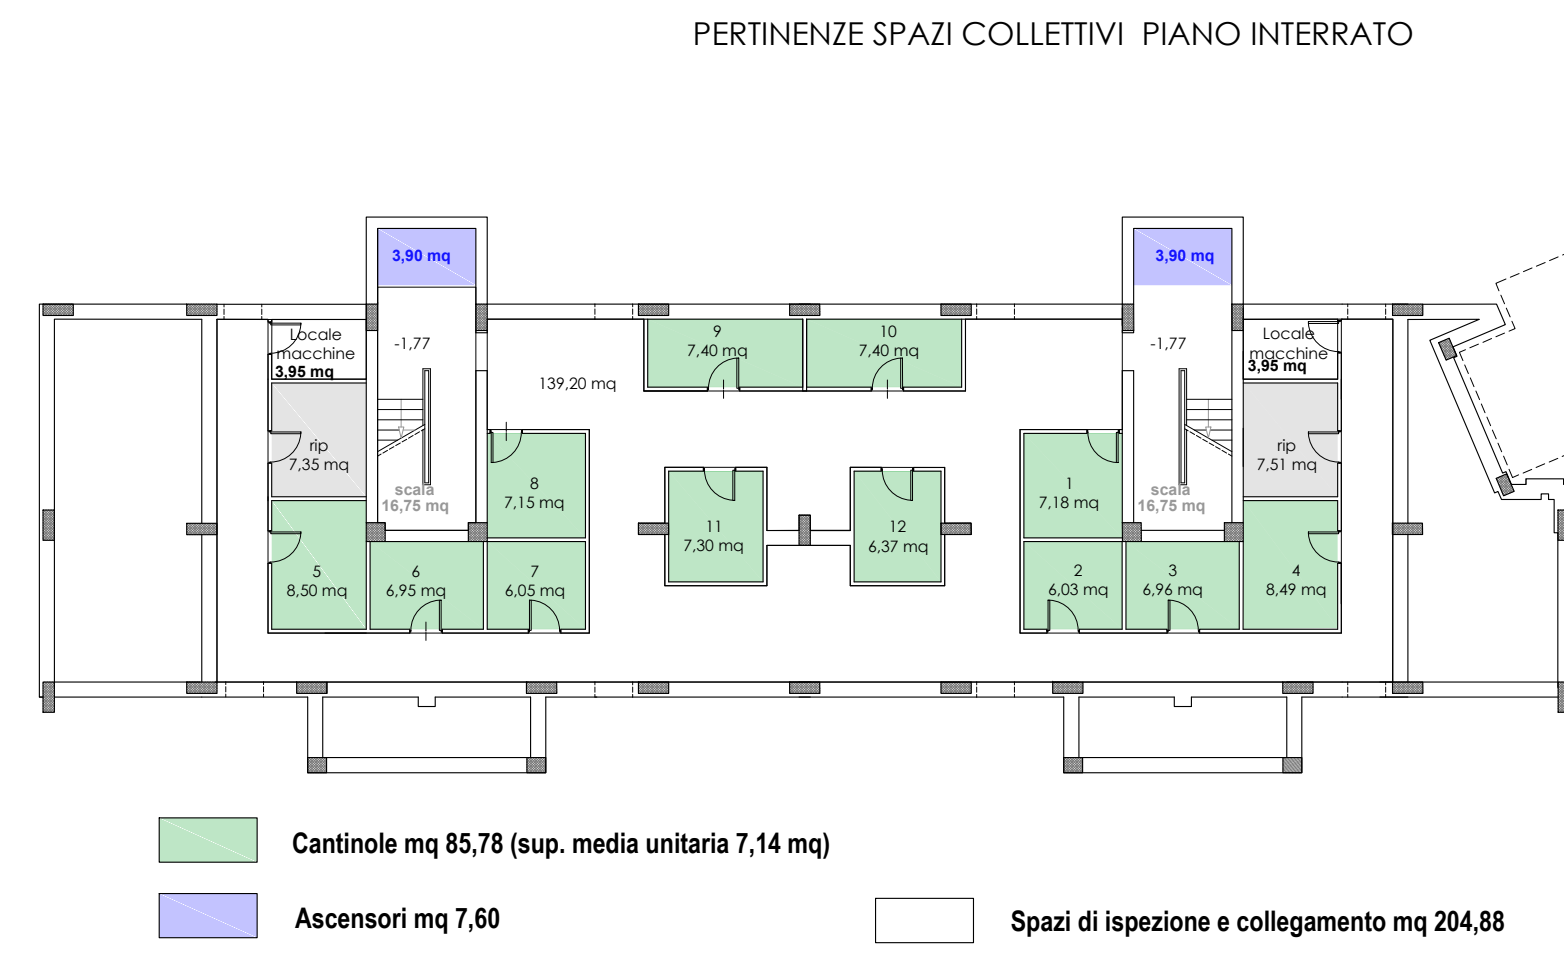 PERTINENZE SPAZI COLLETTIVI PIANO INTERRATO
3,90 mq
3,90 mq
Locale
macchine
3,95 mq
-1,77
139,20 mq
9
7,40 mq
10
7,40 mq
-1,77
Locale
macchine
3,95 mq
rip
7,35 mq
scala
16,75 mq
8
7,15 mq
11
7,30 mq
12
6,37 mq
1
7,18 mq
scala
16,75 mq
rip
7,51 mq
5
8,50 mq
6
6,95 mq
7
6,05 mq
2
6,03 mq
3
6,96 mq
4
8,49 mq
Cantinole mq 85,78 (sup. media unitaria 7,14 mq)
Ascensori mq 7,60
Spazi di ispezione e collegamento mq 204,88